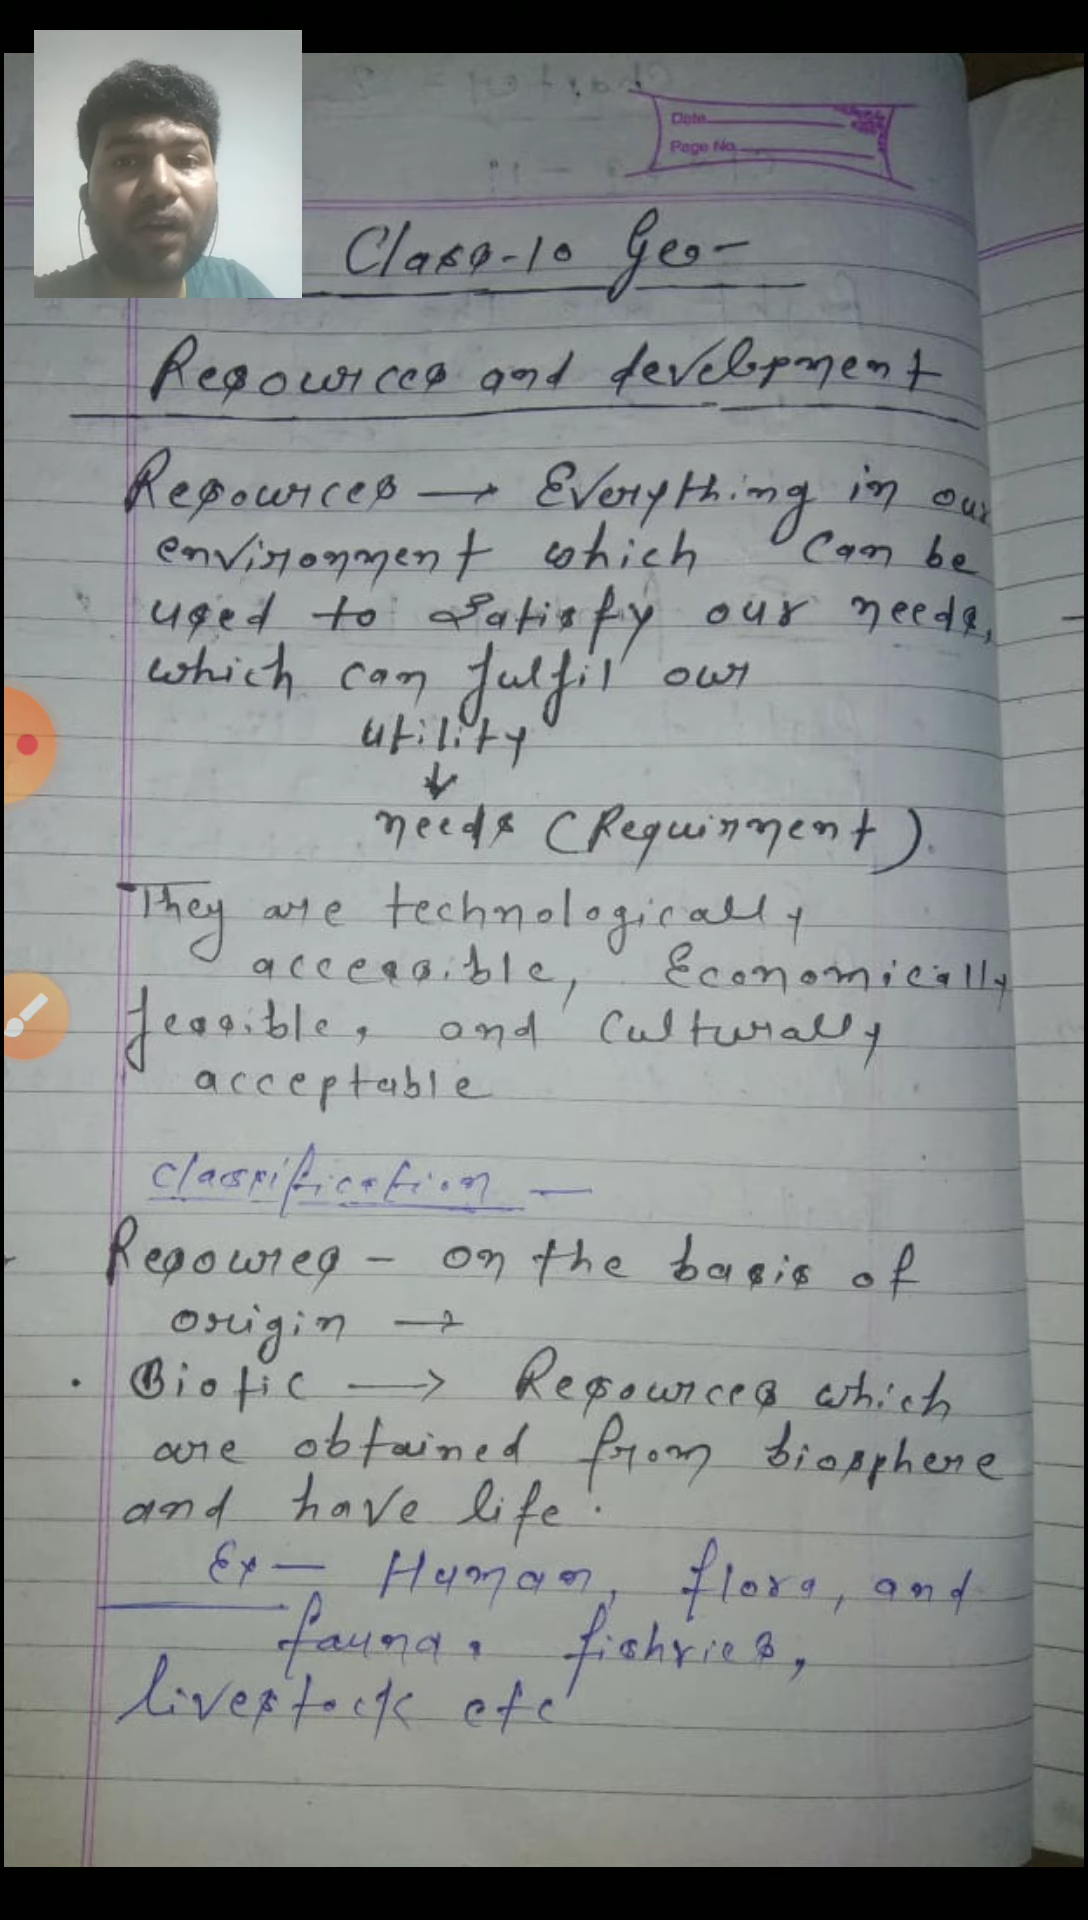 Date
Page No.
Class-10 Geo-
Resources and development
Resources → Everything in our
environment which can be
used to satisfy our needs,
which can fulfil our
utility
↓
needs (Requirment).
They are technologically
accessible, Economically
feasible, and culturally
acceptable
Classification —
Resoures - on the basis of
origin →
• Biotic → Resources which
are obtained from biosphere
and have life.
Ex — Human, flora, and
fauna, fishries,
livestock etc